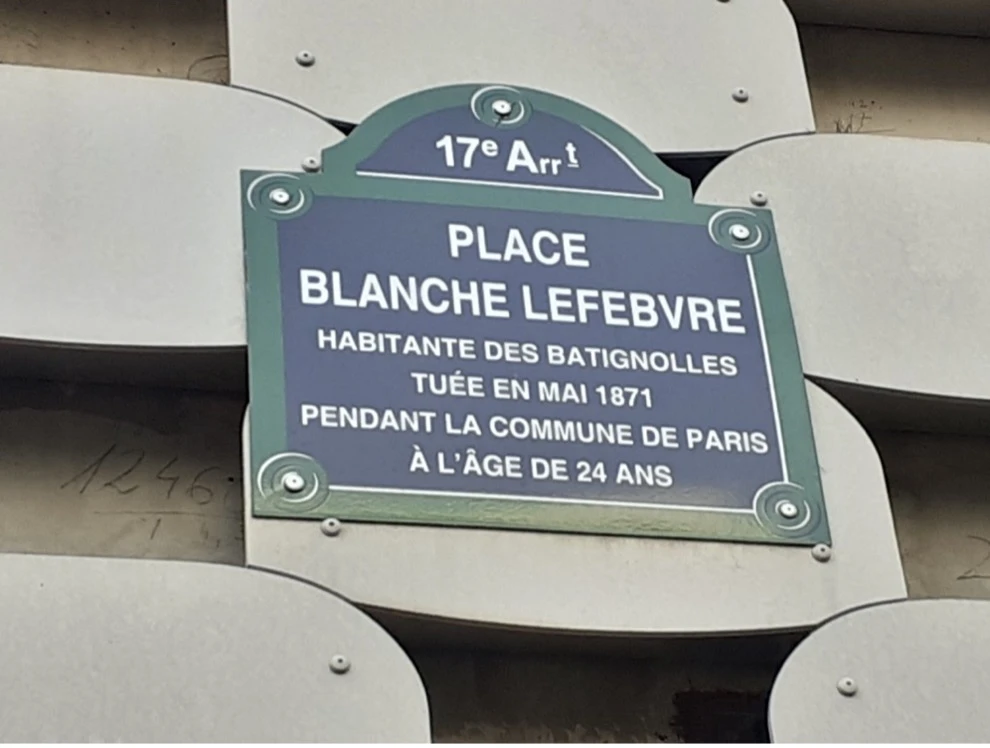 17e Arrt
PLACE
BLANCHE LEFEBVRE
HABITANTE DES BATIGNOLLES
TUÉE EN MAI 1871
PENDANT LA COMMUNE DE PARIS
À L'ÂGE DE 24 ANS